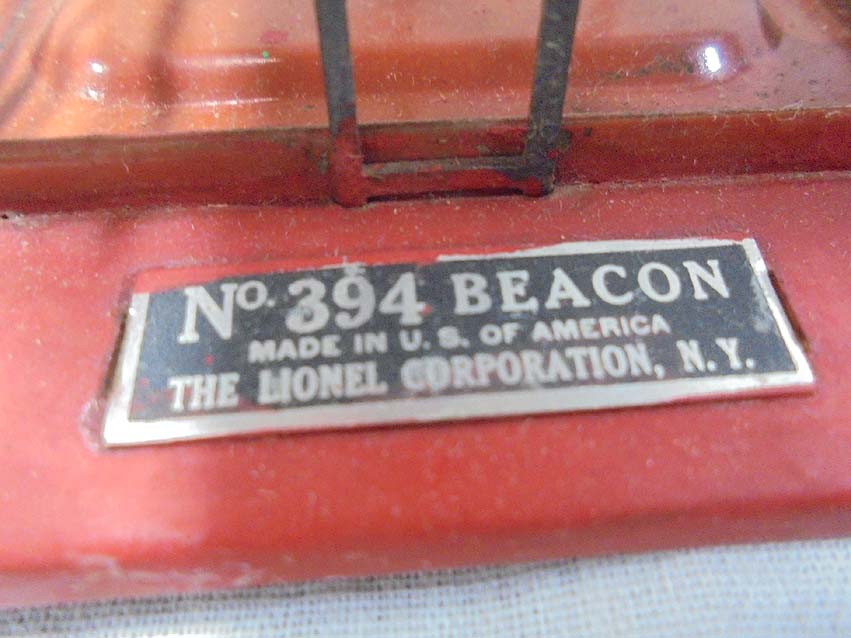 No. 394 BEACON
MADE IN U. S. OF AMERICA
THE LIONEL CORPORATION, N. Y.